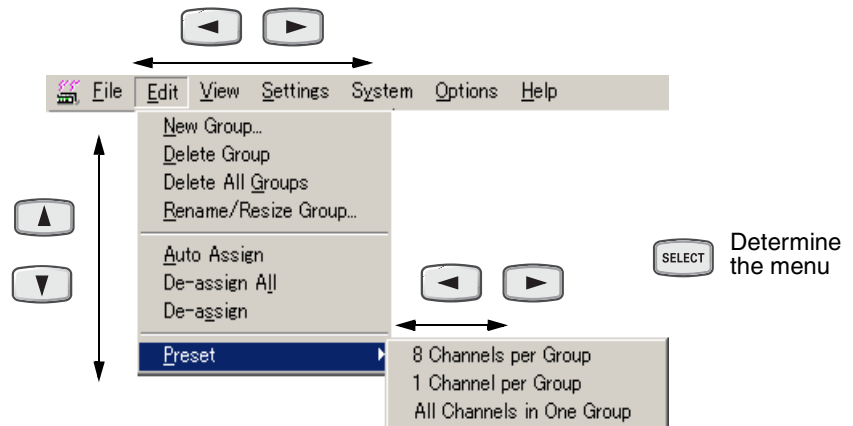 File Edit View Settings System Options Help
New Group...
Delete Group
Delete All Groups
Rename/Resize Group...
Auto Assign
De-assign All
De-assign
Preset
8 Channels per Group
1 Channel per Group
All Channels in One Group
SELECT
Determine
the menu